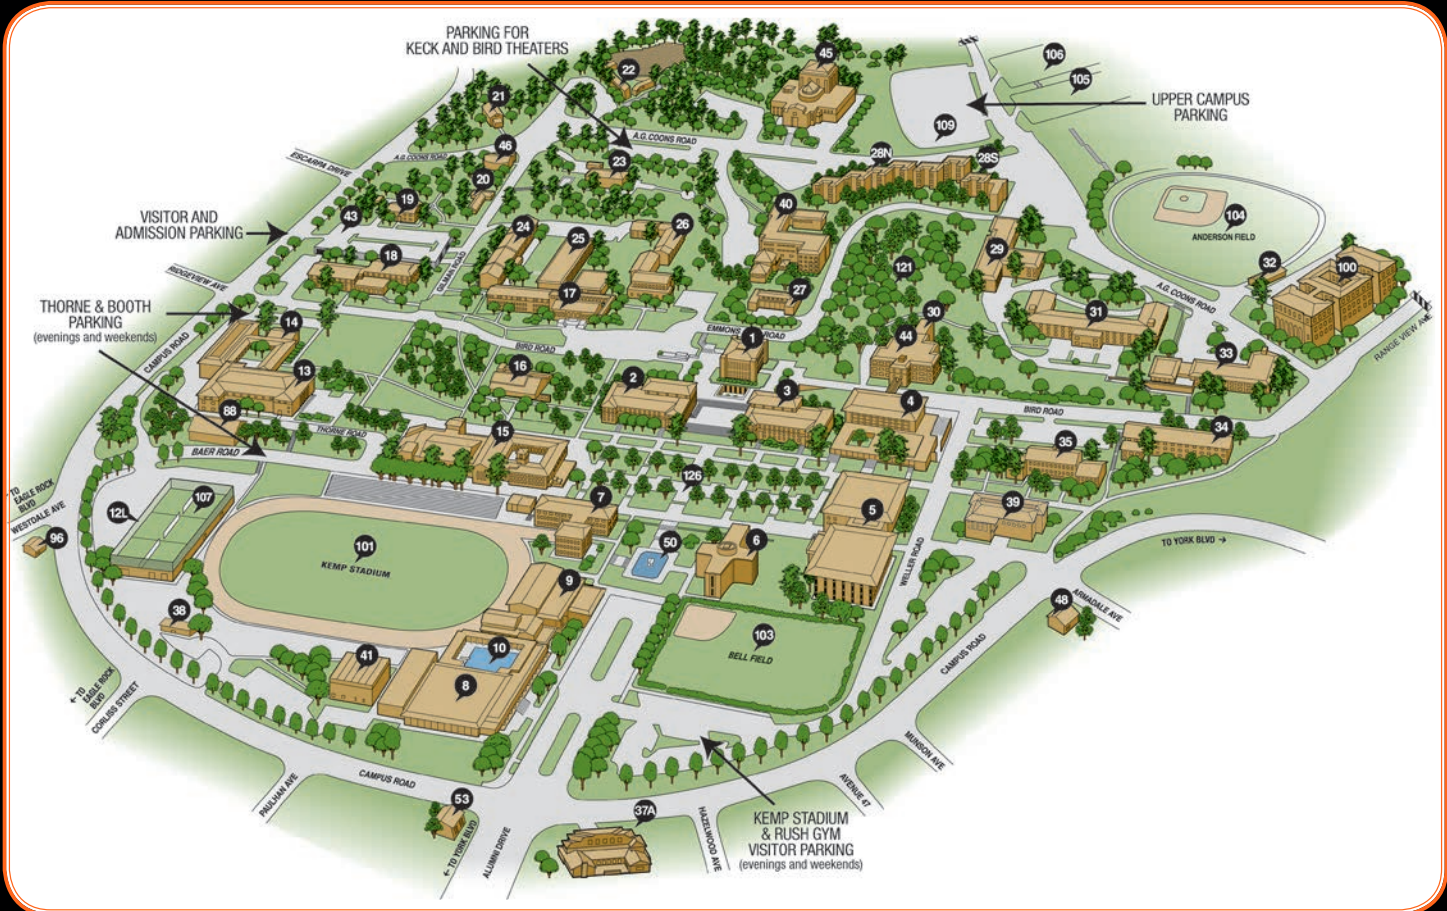 PARKING FOR
KECK AND BIRD THEATERS
45
106
105
22
UPPER CAMPUS
PARKING
21
109
A.G. COONS ROAD
28N
28S
46
A.G. COONS ROAD
23
ESCARPA DRIVE
20
19
43
VISITOR AND
ADMISSION PARKING
40
104
ANDERSON FIELD
24
25
26
29
18
GILMAN ROAD
121
32
100
RIDGEVIEW AVE
17
27
A.G. COONS ROAD
RANGE VIEW AVE
THORNE & BOOTH
PARKING
(evenings and weekends)
14
30
31
EMMONS ROAD
1
44
BIRD ROAD
CAMPUS ROAD
33
13
16
2
3
4
88
BIRD ROAD
THORNE ROAD
15
34
35
BAER ROAD
126
TO
EAGLE ROCK
BLVD
WESTDALE AVE
107
12L
7
5
39
96
101
KEMP STADIUM
50
6
WELLER ROAD
TO YORK BLVD →
9
38
48
ARMADALE AVE
103
BELL FIELD
10
41
8
CAMPUS ROAD
← TO
EAGLE ROCK
BLVD
CORLISS STREET
MUNSON AVE
CAMPUS ROAD
PAULHAN AVE
AVENUE 47
53
37A
← TO YORK BLVD
ALUMNI DRIVE
HAZELWOOD AVE
KEMP STADIUM
& RUSH GYM
VISITOR PARKING
(evenings and weekends)